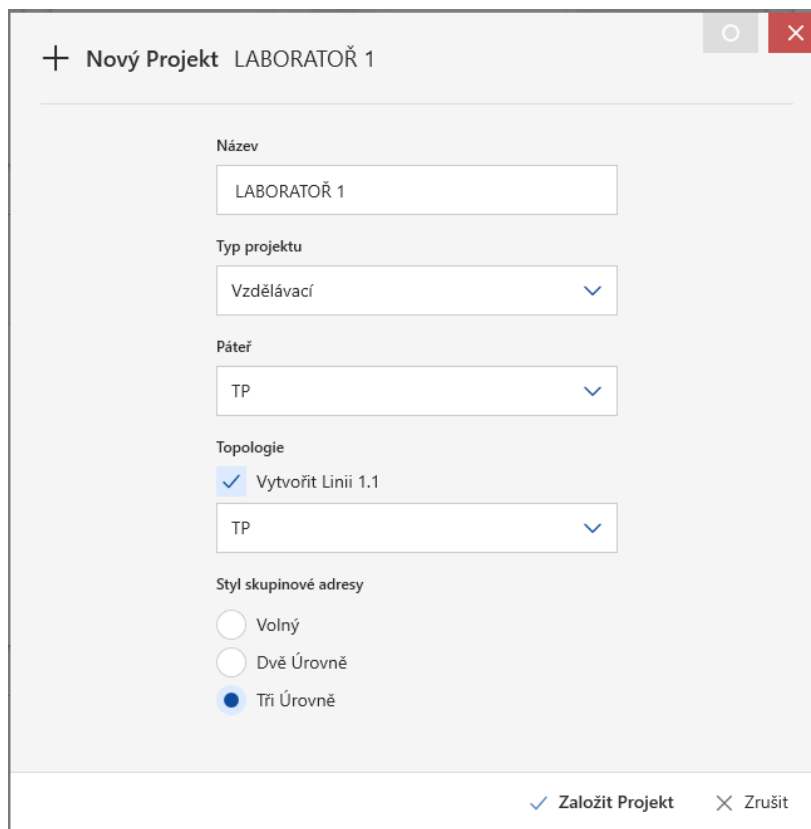 Nový Projekt LABORATOŘ 1
Název
LABORATOŘ 1
Typ projektu
Vzdělávací
Páteř
TP
Topologie
Vytvořit Linii 1.1
TP
Styl skupinové adresy
Volný
Dvě Úrovně
Tři Úrovně
Založit Projekt Zrušit